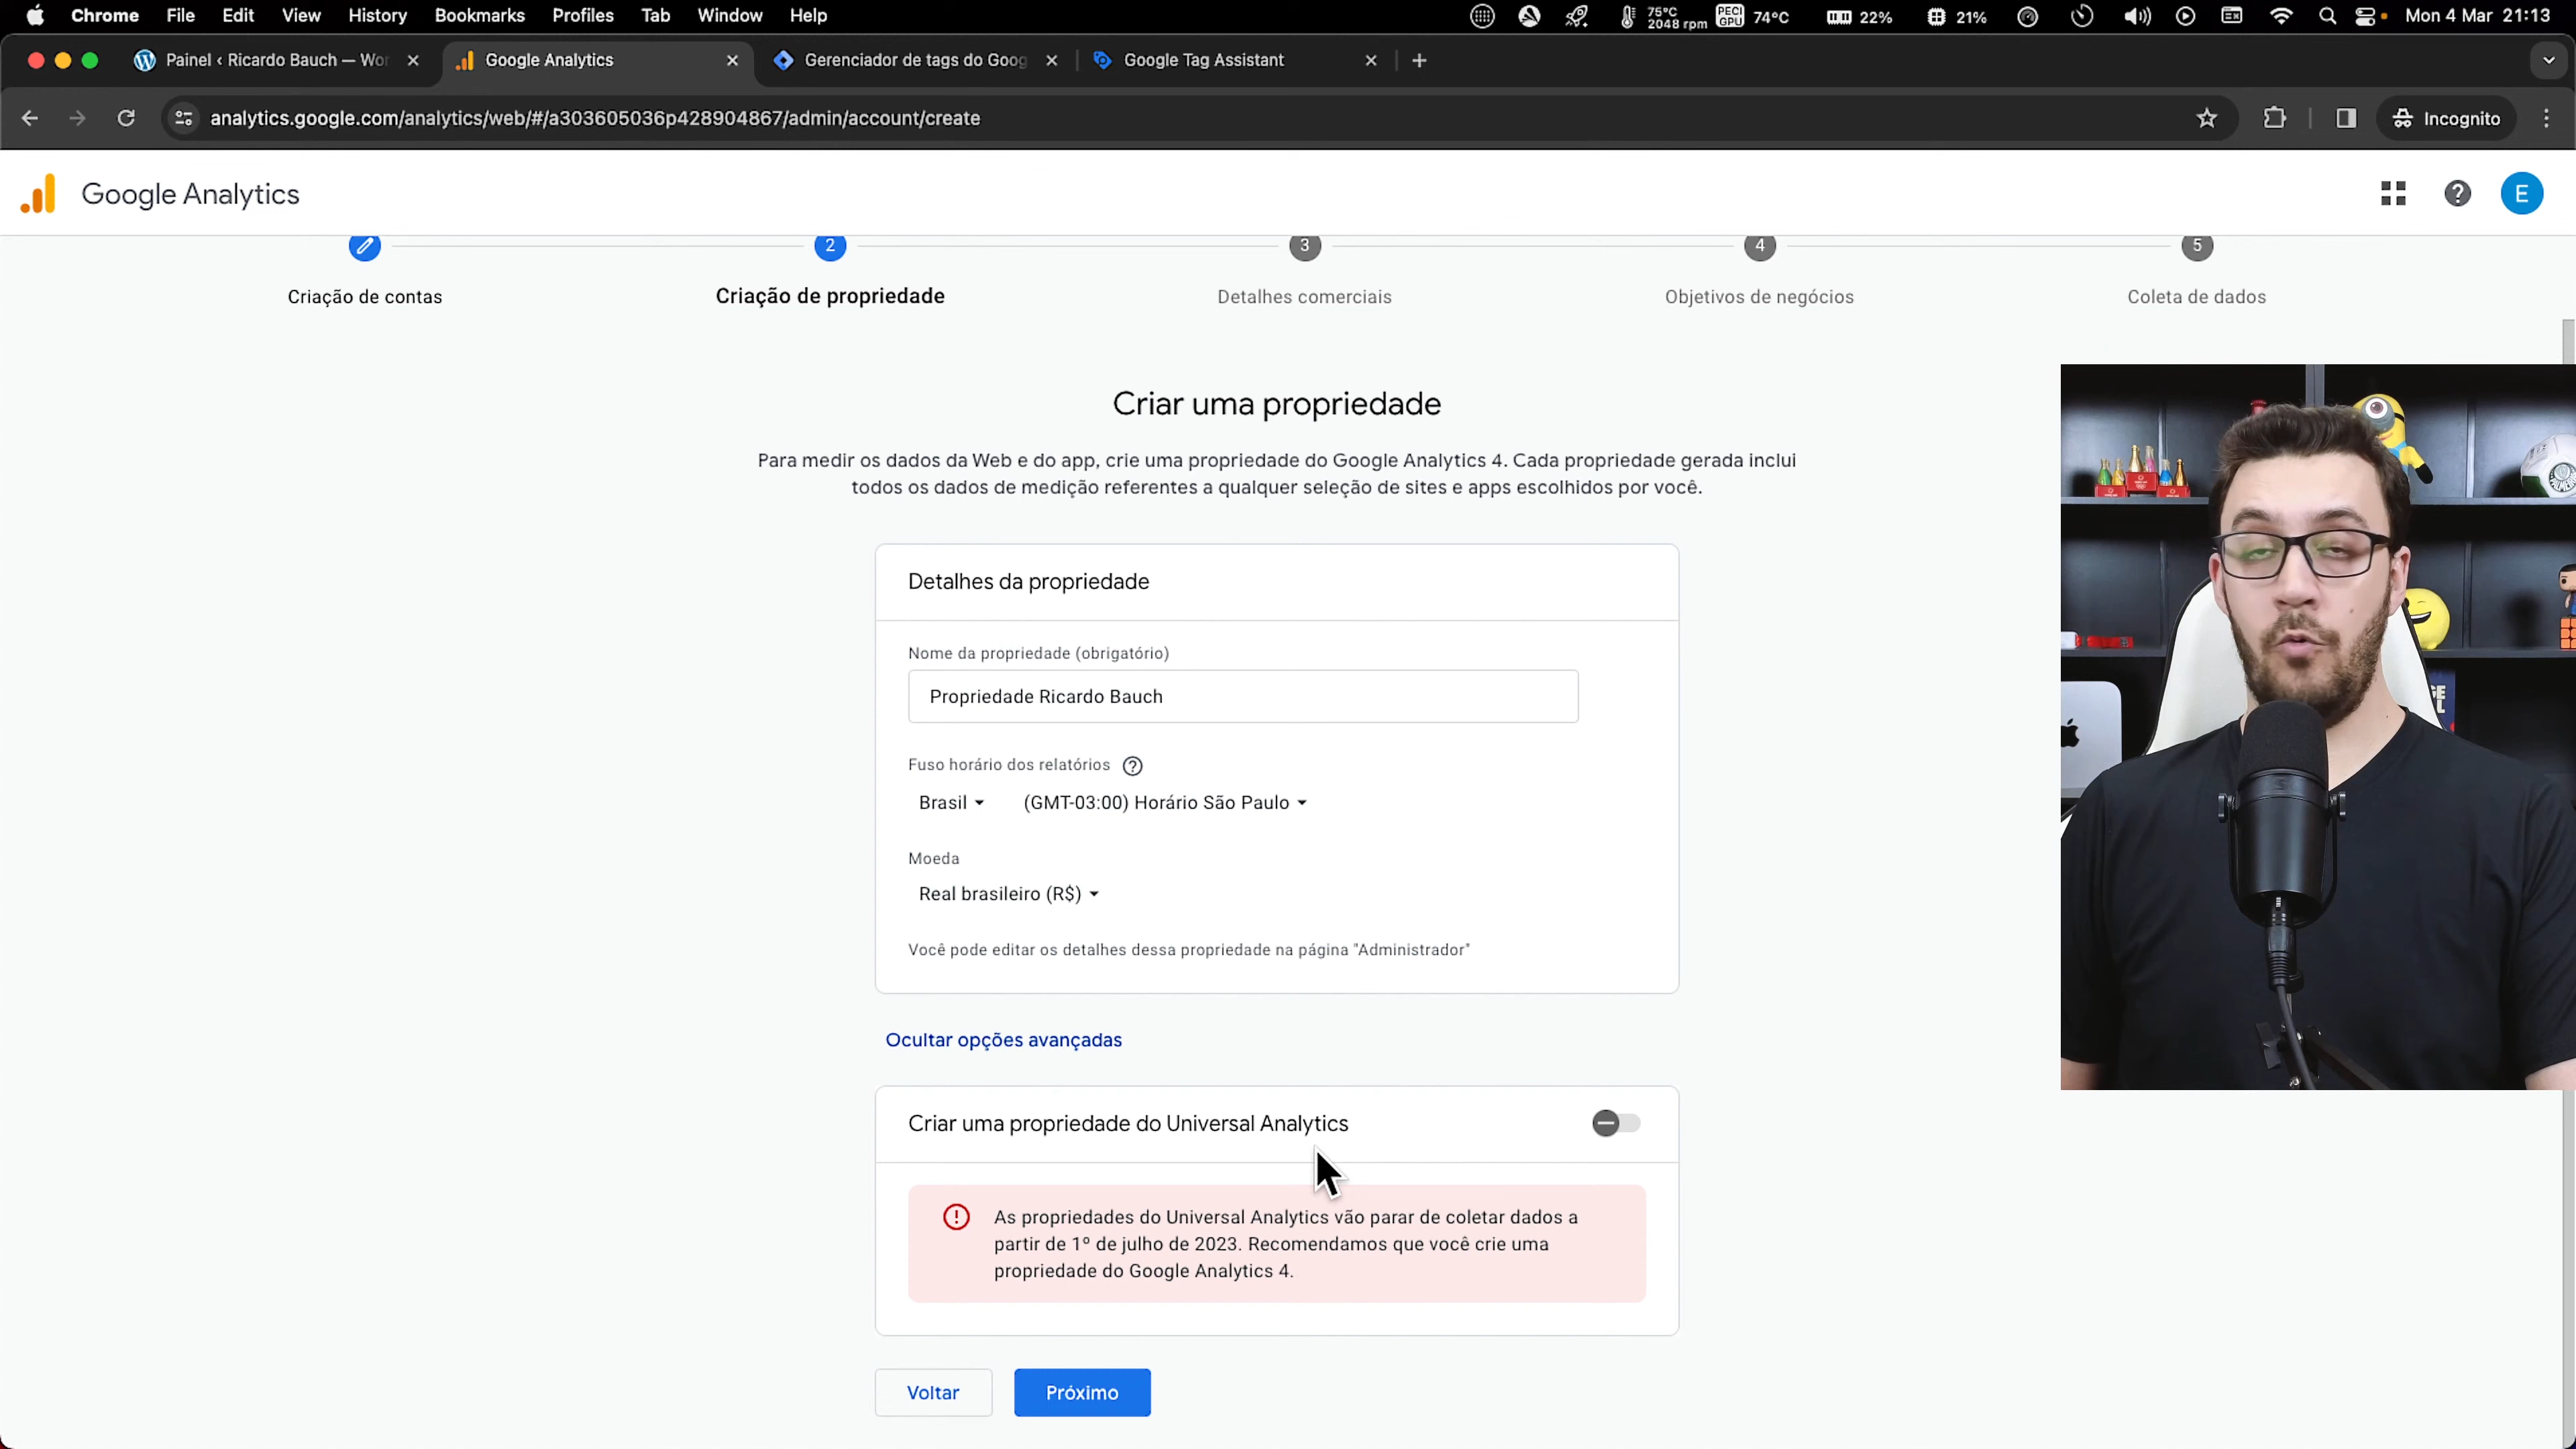 Chrome File Edit View History Bookmarks Profiles Tab Window Help 75°C 2048 rpm PECI GPU 74°C 22% 21% Mon 4 Mar 21:13
Painel ‹ Ricardo Bauch — Wor Google Analytics Gerenciador de tags do Goog Google Tag Assistant
analytics.google.com/analytics/web/#/a303605036p428904867/admin/account/create Incognito
Google Analytics E
2 3 4 5
Criação de contas Criação de propriedade Detalhes comerciais Objetivos de negócios Coleta de dados
Criar uma propriedade
Para medir os dados da Web e do app, crie uma propriedade do Google Analytics 4. Cada propriedade gerada inclui
todos os dados de medição referentes a qualquer seleção de sites e apps escolhidos por você.
Detalhes da propriedade
Nome da propriedade (obrigatório)
Propriedade Ricardo Bauch
Fuso horário dos relatórios
Brasil (GMT-03:00) Horário São Paulo
Moeda
Real brasileiro (R$)
Você pode editar os detalhes dessa propriedade na página "Administrador"
Ocultar opções avançadas
Criar uma propriedade do Universal Analytics
As propriedades do Universal Analytics vão parar de coletar dados a
partir de 1º de julho de 2023. Recomendamos que você crie uma
propriedade do Google Analytics 4.
Voltar Próximo